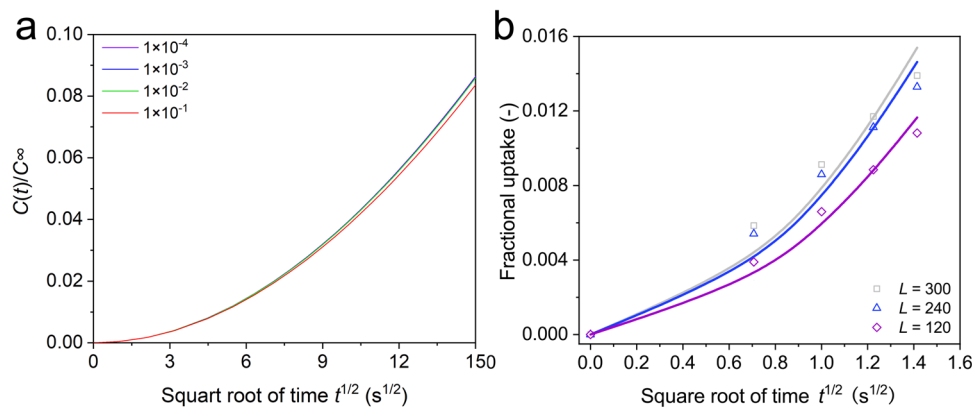 a
0.10
0.08
0.06
0.04
0.02
0.00
C(t)/C∞
1×10⁻⁴
1×10⁻³
1×10⁻²
1×10⁻¹
0 3 6 9 12 150
Squart root of time t^1/2 (s^1/2)
b
0.016
0.012
0.008
0.004
0.000
Fractional uptake (-)
L = 300
L = 240
L = 120
0.0 0.2 0.4 0.6 0.8 1.0 1.2 1.4 1.6
Square root of time t^1/2 (s^1/2)